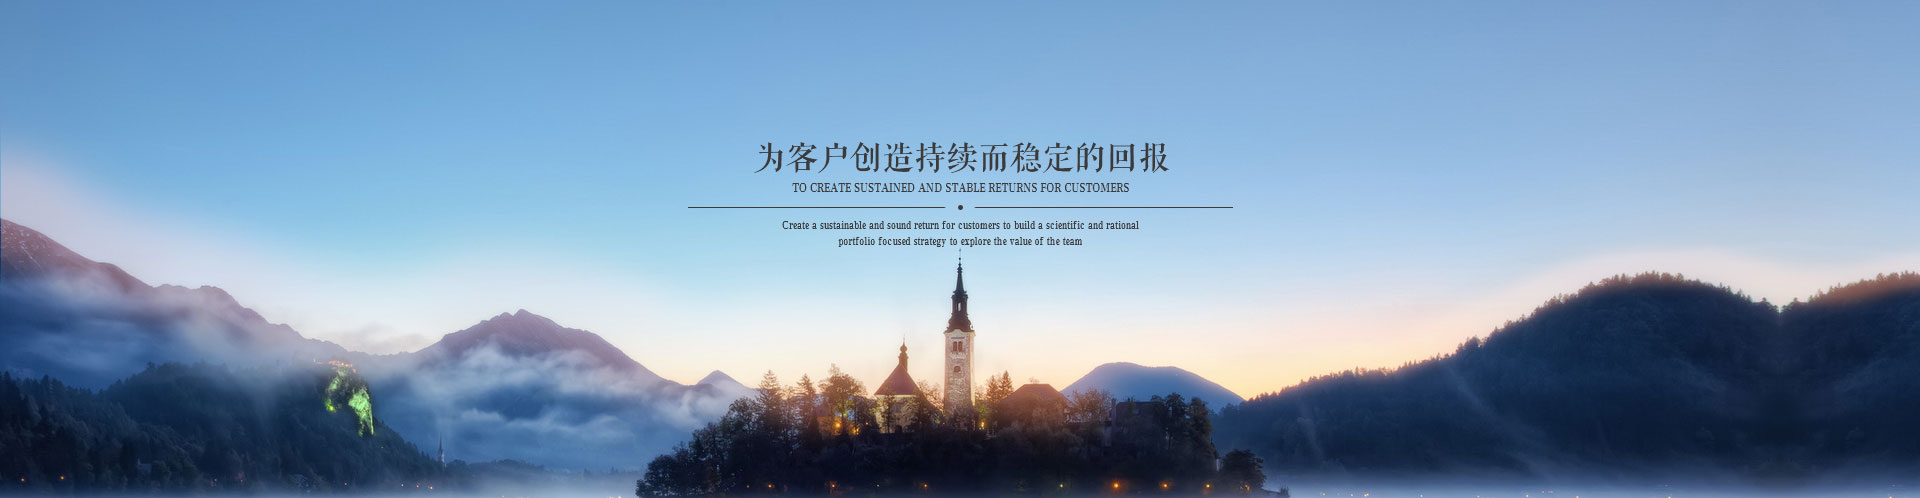 为客户创造持续而稳定的回报
TO CREATE SUSTAINED AND STABLE RETURNS FOR CUSTOMERS
Create a sustainable and sound return for customers to build a scientific and rational
portfolio focused strategy to explore the value of the team